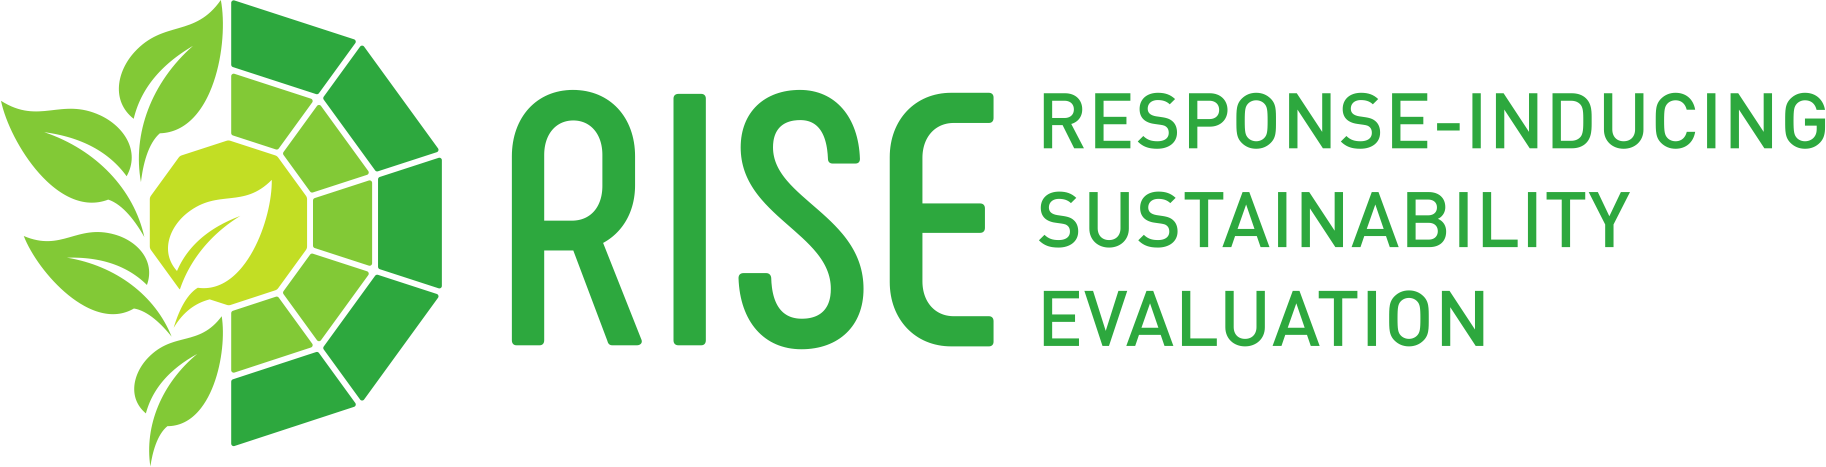 RISE
RESPONSE-INDUCING
SUSTAINABILITY
EVALUATION